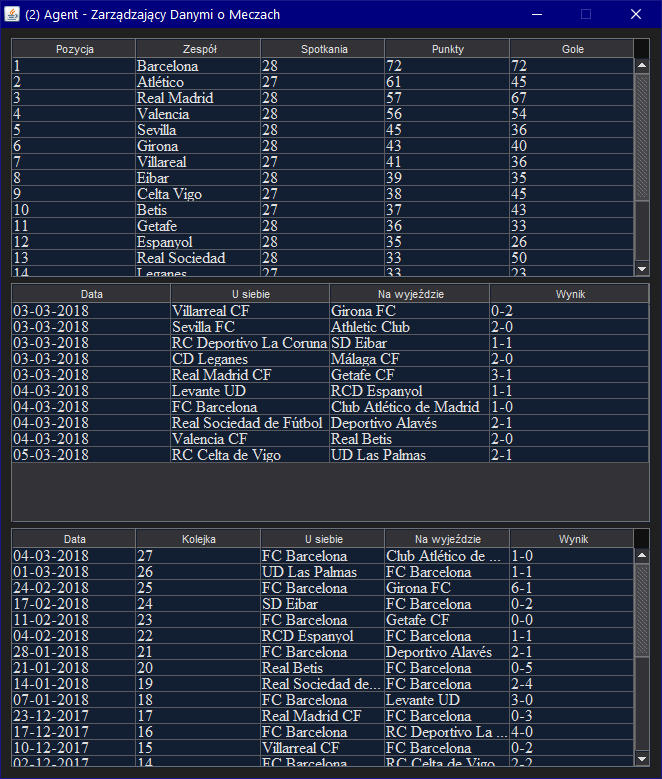 (2) Agent - Zarządzający Danymi o Meczach
Pozycja Zespół Spotkania Punkty Gole
1 Barcelona 28 72 72
2 Atlético 27 61 45
3 Real Madrid 28 57 67
4 Valencia 28 56 54
5 Sevilla 28 45 36
6 Girona 28 43 40
7 Villareal 27 41 36
8 Eibar 28 39 35
9 Celta Vigo 27 38 45
10 Betis 27 37 43
11 Getafe 28 36 33
12 Espanyol 28 35 26
13 Real Sociedad 28 33 50
14 Leganes 27 33 23
Data U siebie Na wyjeździe Wynik
03-03-2018 Villarreal CF Girona FC 0-2
03-03-2018 Sevilla FC Athletic Club 2-0
03-03-2018 RC Deportivo La Coruna SD Eibar 1-1
03-03-2018 CD Leganes Málaga CF 2-0
03-03-2018 Real Madrid CF Getafe CF 3-1
04-03-2018 Levante UD RCD Espanyol 1-1
04-03-2018 FC Barcelona Club Atlético de Madrid 1-0
04-03-2018 Real Sociedad de Fútbol Deportivo Alavés 2-1
04-03-2018 Valencia CF Real Betis 2-0
05-03-2018 RC Celta de Vigo UD Las Palmas 2-1
Data Kolejka U siebie Na wyjeździe Wynik
04-03-2018 27 FC Barcelona Club Atlético de ... 1-0
01-03-2018 26 UD Las Palmas FC Barcelona 1-1
24-02-2018 25 FC Barcelona Girona FC 6-1
17-02-2018 24 SD Eibar FC Barcelona 0-2
11-02-2018 23 FC Barcelona Getafe CF 0-0
04-02-2018 22 RCD Espanyol FC Barcelona 1-1
28-01-2018 21 FC Barcelona Deportivo Alavés 2-1
21-01-2018 20 Real Betis FC Barcelona 0-5
14-01-2018 19 Real Sociedad de... FC Barcelona 2-4
07-01-2018 18 FC Barcelona Levante UD 3-0
23-12-2017 17 Real Madrid CF FC Barcelona 0-3
17-12-2017 16 FC Barcelona RC Deportivo La ... 4-0
10-12-2017 15 Villarreal CF FC Barcelona 0-2
02-12-2017 14 FC Barcelona RC Celta de Vigo 2-2